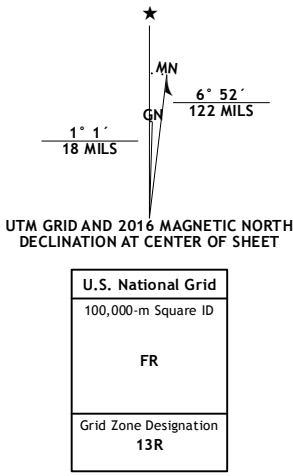 MN
6° 52´
122 MILS
GN
1° 1´
18 MILS
UTM GRID AND 2016 MAGNETIC NORTH
DECLINATION AT CENTER OF SHEET
U.S. National Grid
100,000-m Square ID
FR
Grid Zone Designation
13R